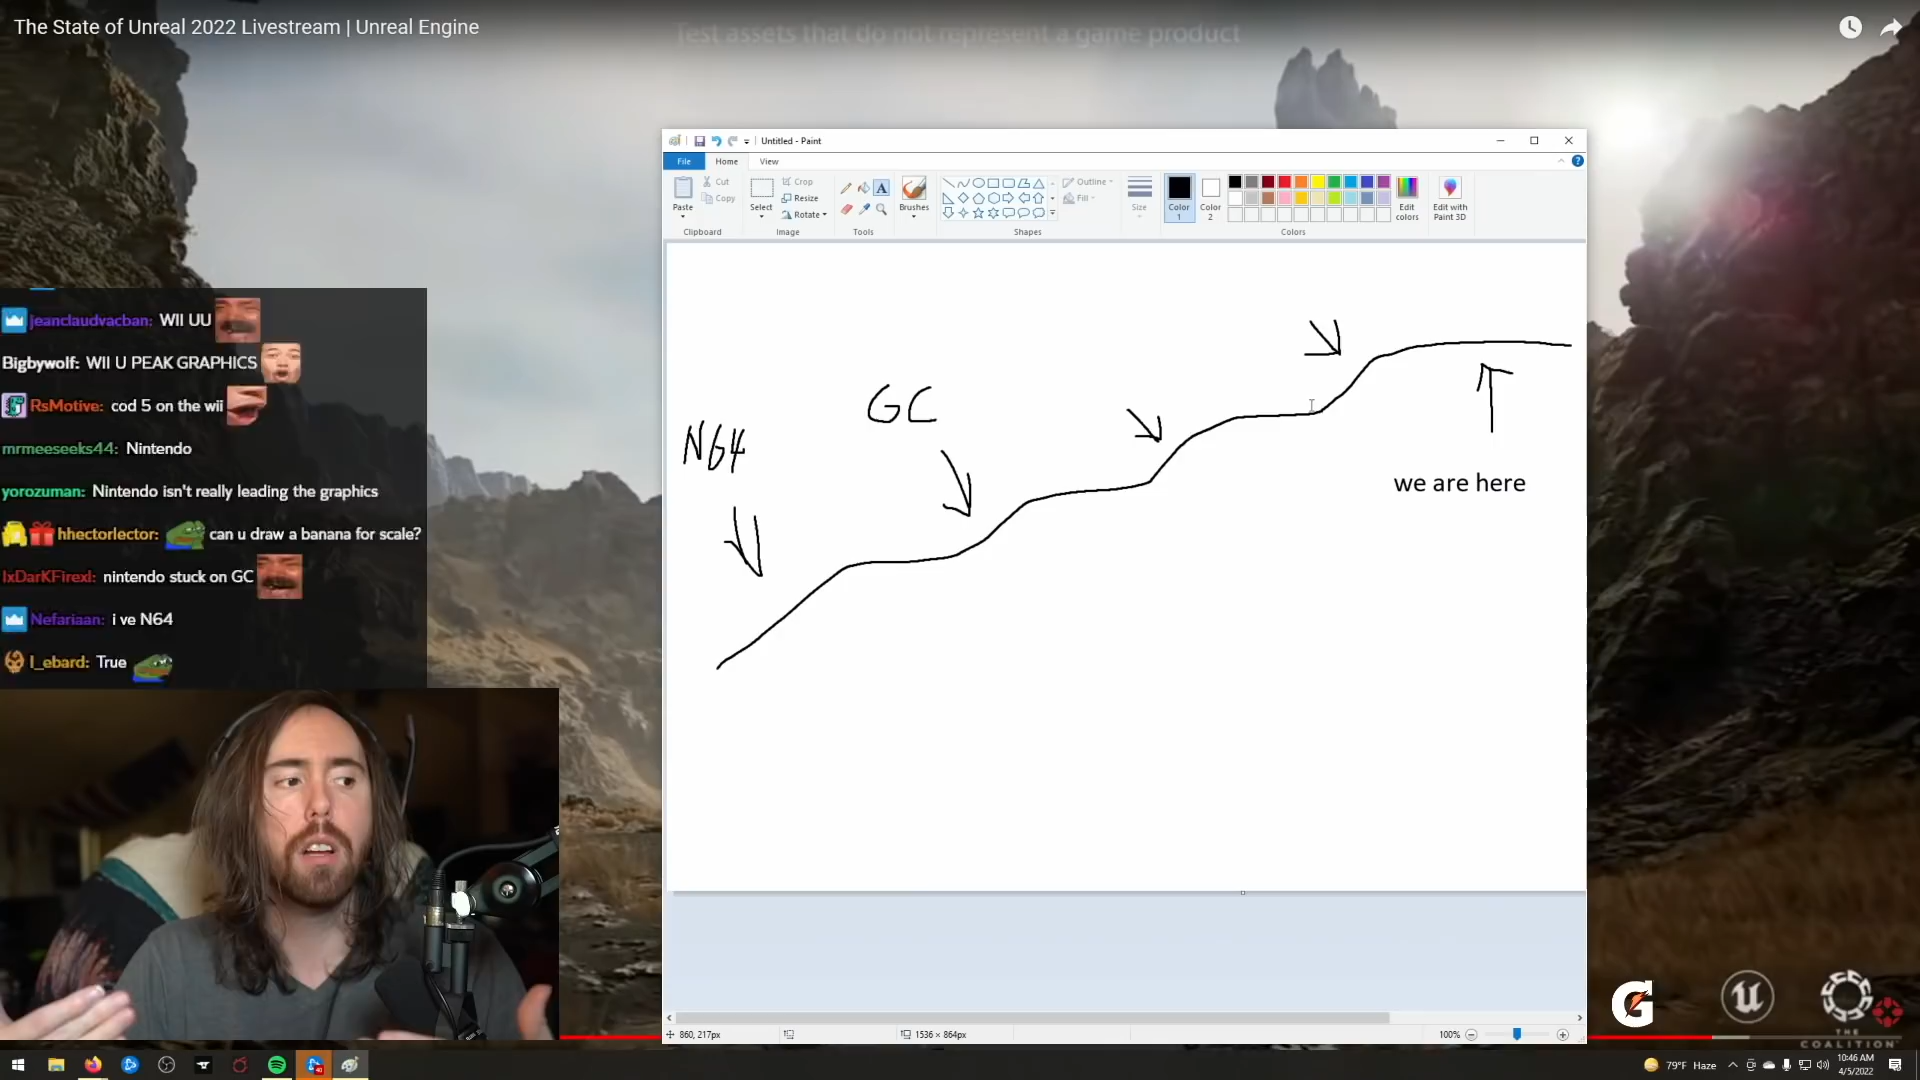 The State of Unreal 2022 Livestream | Unreal Engine
Test assets that do not represent a game product
Untitled - Paint
File
Home
View
Paste
Cut
Copy
Clipboard
Select
Crop
Resize
Rotate
Image
Tools
Brushes
Shapes
Outline
Fill
Size
Color 1
Color 2
Colors
Edit colors
Edit with Paint 3D
jeanclaudvacban: WII UU
Bigbywolf: WII U PEAK GRAPHICS
RsMotive: cod 5 on the wii
mrmeeseeks44: Nintendo
yorozuman: Nintendo isn't really leading the graphics
hhectorlector: can u draw a banana for scale?
IxDarKFirexI: nintendo stuck on GC
Nefariaan: i ve N64
l_ebard: True
N64
GC
we are here
860, 217px
1536 × 864px
100%
THE
COALITION
79°F Haze
10:46 AM
4/5/2022